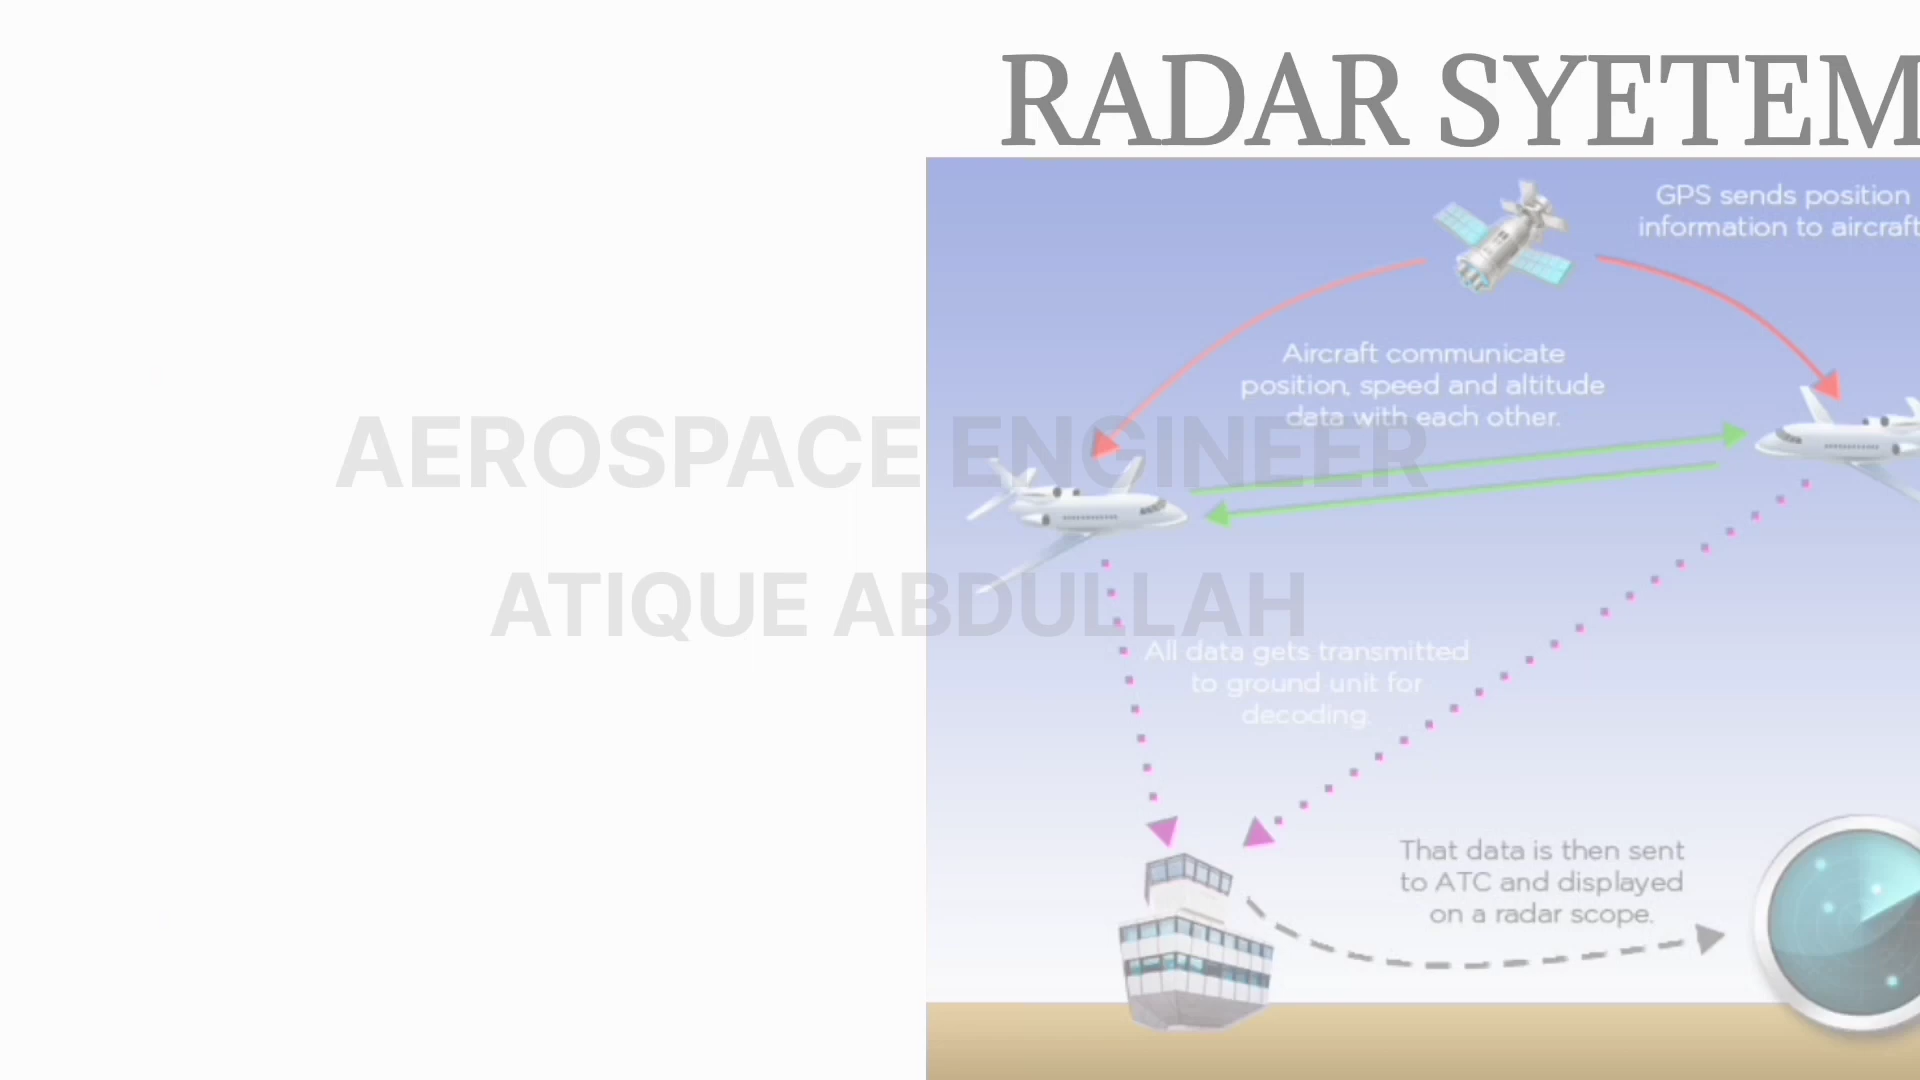 RADAR SYETEM
GPS sends position
information to aircraft
Aircraft communicate
position, speed and altitude
data with each other.
AEROSPACE ENGINEER
ATIQUE ABDULLAH
All data gets transmitted
to ground unit for
decoding.
That data is then sent
to ATC and displayed
on a radar scope.